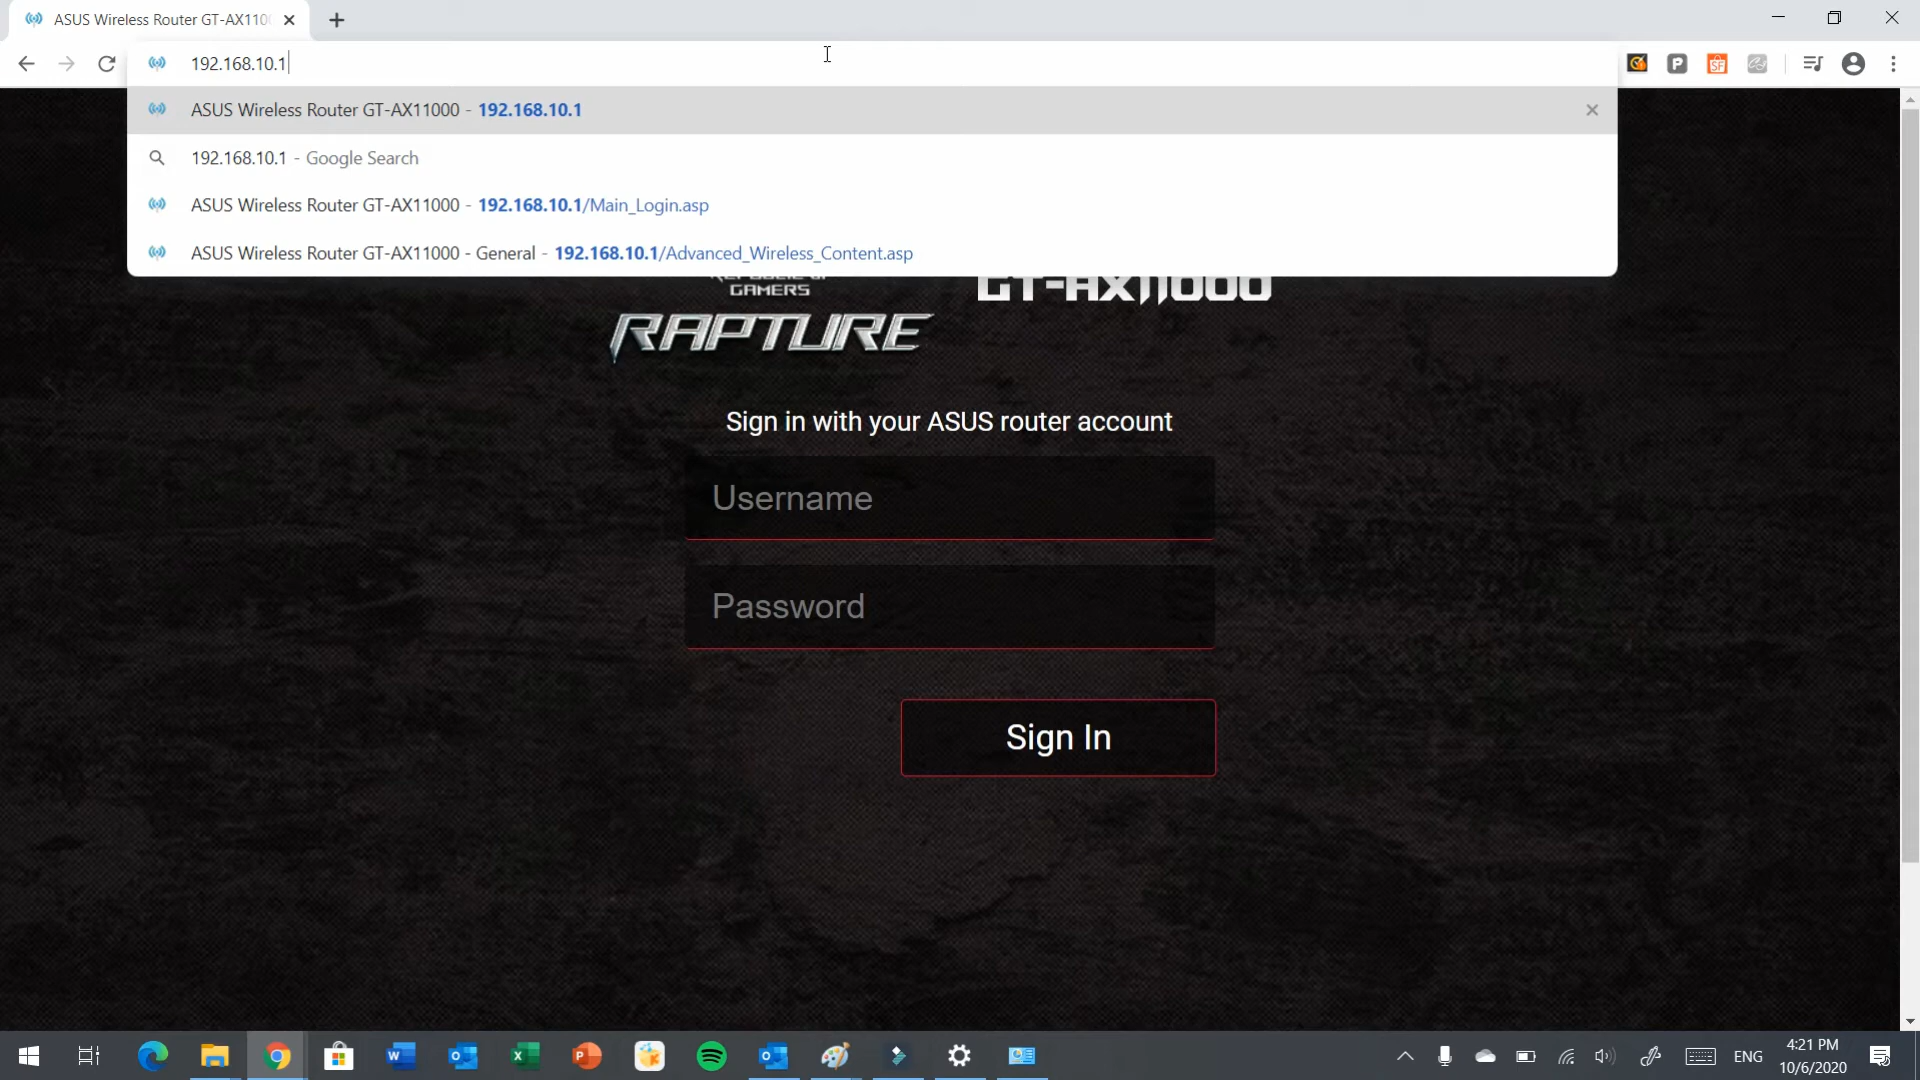 ASUS Wireless Router GT-AX1100
192.168.10.1
ASUS Wireless Router GT-AX11000 - 192.168.10.1
192.168.10.1 - Google Search
ASUS Wireless Router GT-AX11000 - 192.168.10.1/Main_Login.asp
ASUS Wireless Router GT-AX11000 - General - 192.168.10.1/Advanced_Wireless_Content.asp
REPUBLIC OF
GAMERS
RAPTURE
GT-AX11000
Sign in with your ASUS router account
Username
Password
Sign In
ENG
4:21 PM
10/6/2020